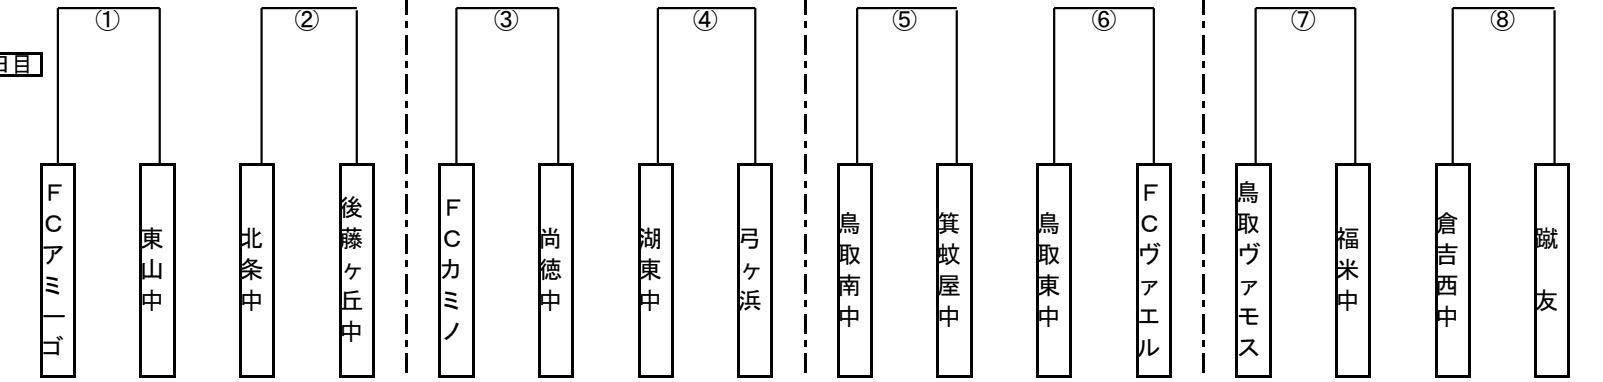 ① ② ③ ④ ⑤ ⑥ ⑦ ⑧
日目
ＦＣアミーゴ
東山中
北条中
後藤ヶ丘中
ＦＣカミノ
尚徳中
湖東中
弓ヶ浜
鳥取南中
箕蚊屋中
鳥取東中
ＦＣヴァエル
鳥取ヴァモス
福米中
倉吉西中
蹴　友